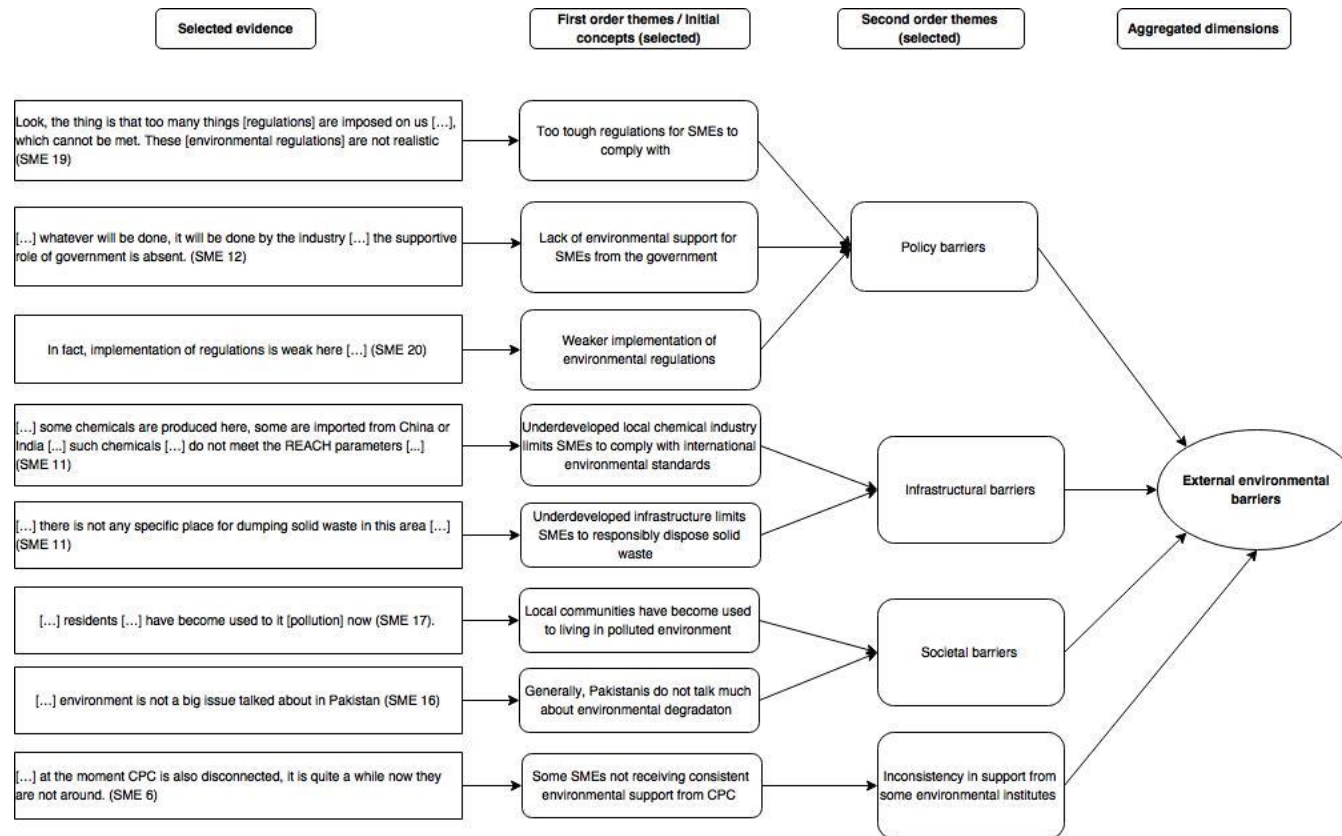 Selected evidence
First order themes / Initial
concepts (selected)
Second order themes
(selected)
Aggregated dimensions
Look, the thing is that too many things [regulations] are imposed on us […],
which cannot be met. These [environmental regulations] are not realistic
(SME 19)
Too tough regulations for SMEs to
comply with
[…] whatever will be done, it will be done by the industry […] the supportive
role of government is absent. (SME 12)
Lack of environmental support for
SMEs from the government
Policy barriers
In fact, implementation of regulations is weak here […] (SME 20)
Weaker implementation of
environmental regulations
[…] some chemicals are produced here, some are imported from China or
India [...] such chemicals […] do not meet the REACH parameters [...]
(SME 11)
Underdeveloped local chemical industry
limits SMEs to comply with international
environmental standards
Infrastructural barriers
External environmental
barriers
[…] there is not any specific place for dumping solid waste in this area […]
(SME 11)
Underdeveloped infrastructure limits
SMEs to responsibly dispose solid
waste
[…] residents […] have become used to it [pollution] now (SME 17).
Local communities have become used
to living in polluted environment
Societal barriers
[…] environment is not a big issue talked about in Pakistan (SME 16)
Generally, Pakistanis do not talk much
about environmental degradaton
[…] at the moment CPC is also disconnected, it is quite a while now they
are not around. (SME 6)
Some SMEs not receiving consistent
environmental support from CPC
Inconsistency in support from
some environmental institutes